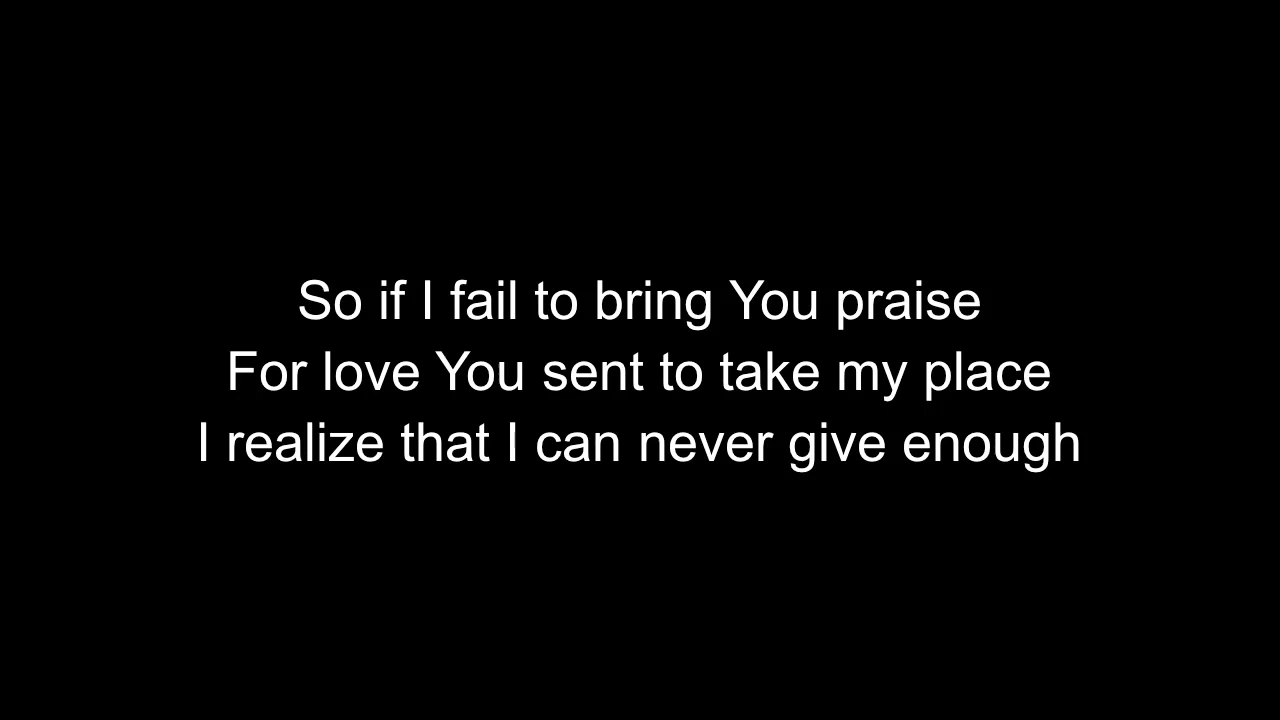 So if I fail to bring You praise
For love You sent to take my place
I realize that I can never give enough